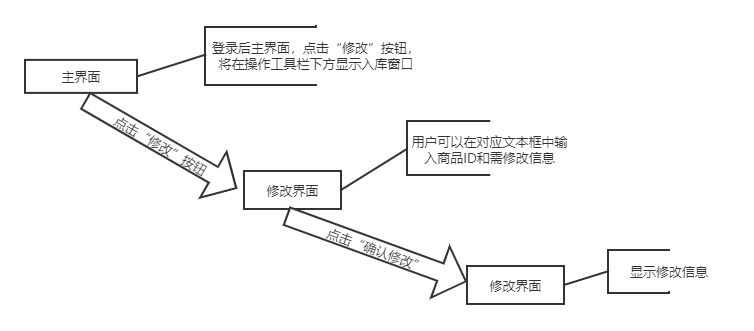 登录后主界面，点击“修改”按钮，
将在操作工具栏下方显示入库窗口
主界面
点击“修改”按钮
用户可以在对应文本框中输
入商品ID和需修改信息
修改界面
点击“确认修改”
显示修改信息
修改界面